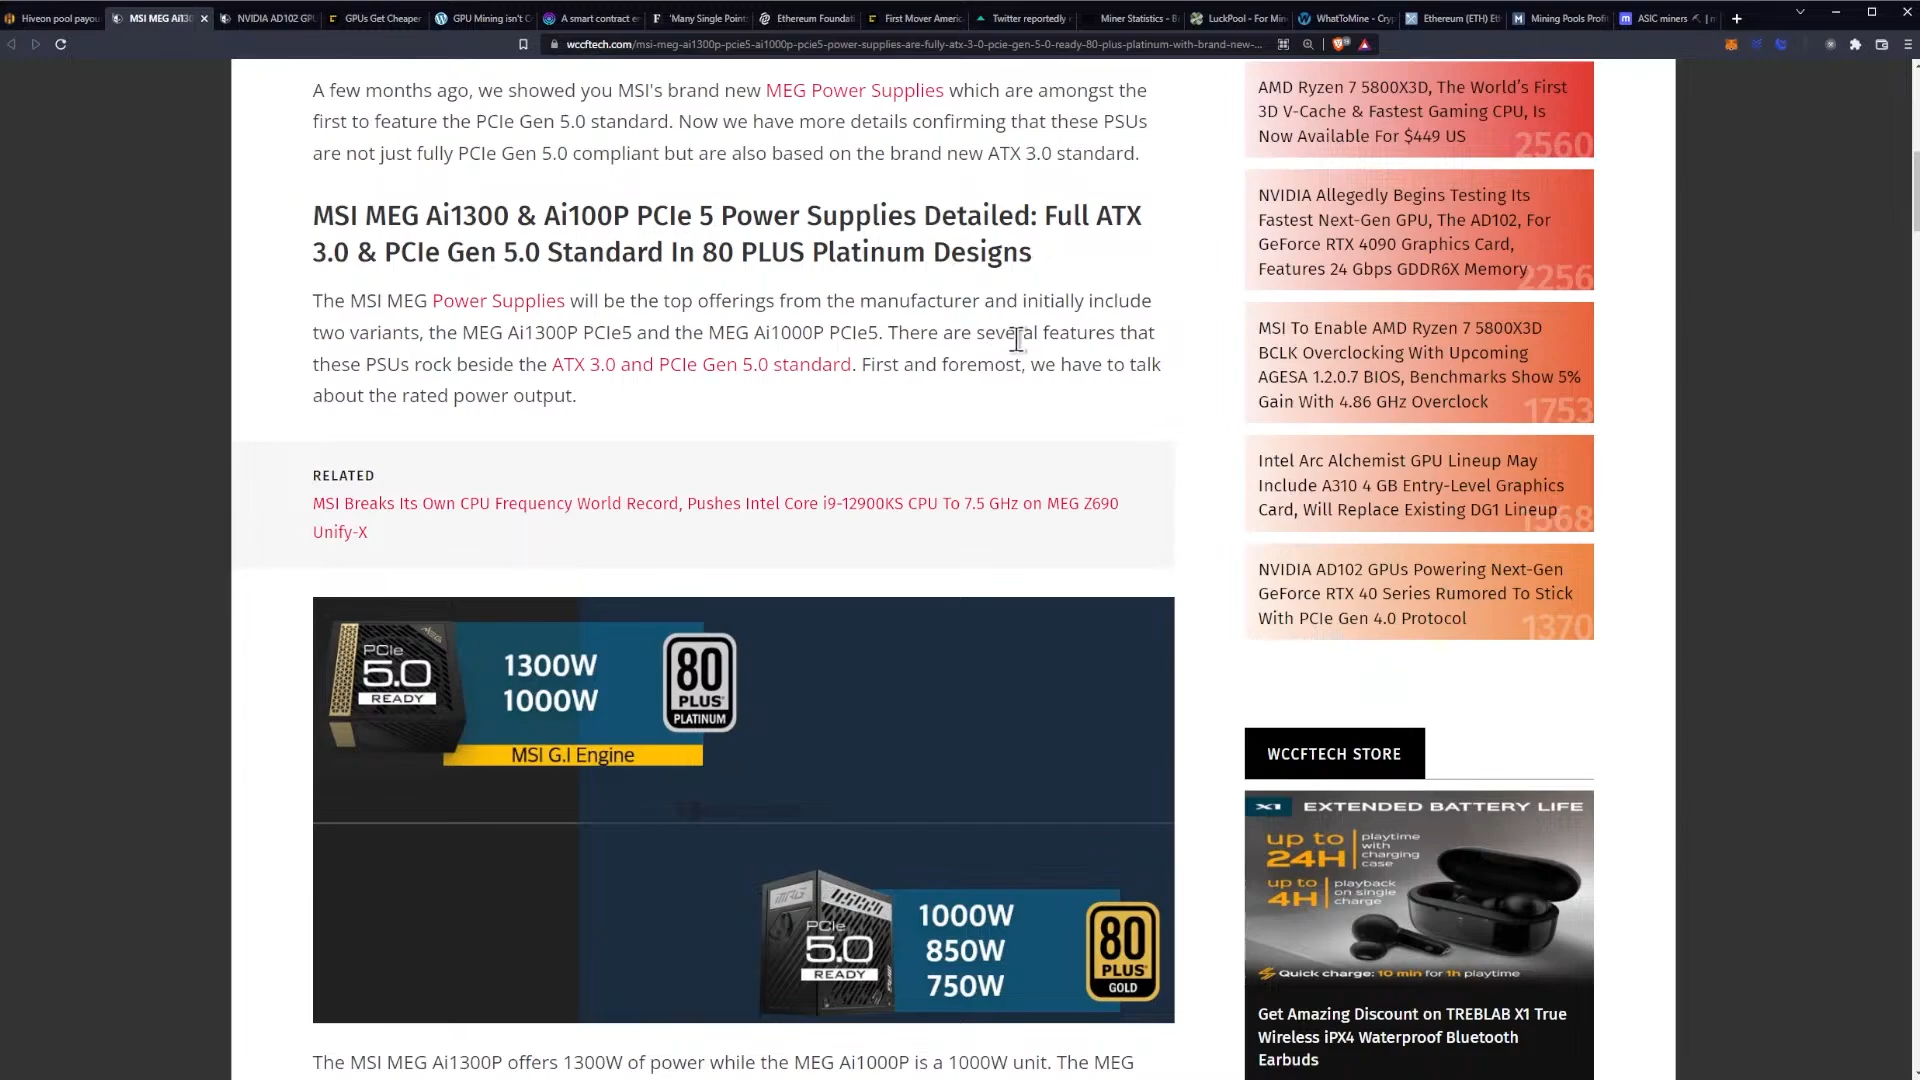 Hiveon pool payou
MSI MEG Ai130
NVIDIA AD102 GPU
GPUs Get Cheaper
GPU Mining isn't C
A smart contract e
'Many Single Point
Ethereum Foundati
First Mover Americ
Twitter reportedly
Miner Statistics - B
LuckPool - For Min
WhatToMine - Cryp
Ethereum (ETH) Et
Mining Pools Profit
ASIC miners
wccftech.com/msi-meg-ai1300p-pcie5-ai1000p-pcie5-power-supplies-are-fully-atx-3-0-pcie-gen-5-0-ready-80-plus-platinum-with-brand-new-...
A few months ago, we showed you MSI's brand new MEG Power Supplies which are amongst the
first to feature the PCIe Gen 5.0 standard. Now we have more details confirming that these PSUs
are not just fully PCIe Gen 5.0 compliant but are also based on the brand new ATX 3.0 standard.
MSI MEG Ai1300 & Ai100P PCIe 5 Power Supplies Detailed: Full ATX
3.0 & PCIe Gen 5.0 Standard In 80 PLUS Platinum Designs
The MSI MEG Power Supplies will be the top offerings from the manufacturer and initially include
two variants, the MEG Ai1300P PCIe5 and the MEG Ai1000P PCIe5. There are several features that
these PSUs rock beside the ATX 3.0 and PCIe Gen 5.0 standard. First and foremost, we have to talk
about the rated power output.
RELATED
MSI Breaks Its Own CPU Frequency World Record, Pushes Intel Core i9-12900KS CPU To 7.5 GHz on MEG Z690
Unify-X
PCIe
5.0
READY
1300W
1000W
80
PLUS
PLATINUM
MSI G.I Engine
PCIe
5.0
READY
1000W
850W
750W
80
PLUS
GOLD
The MSI MEG Ai1300P offers 1300W of power while the MEG Ai1000P is a 1000W unit. The MEG
AMD Ryzen 7 5800X3D, The World's First
3D V-Cache & Fastest Gaming CPU, Is
Now Available For $449 US
2560
NVIDIA Allegedly Begins Testing Its
Fastest Next-Gen GPU, The AD102, For
GeForce RTX 4090 Graphics Card,
Features 24 Gbps GDDR6X Memory
2256
MSI To Enable AMD Ryzen 7 5800X3D
BCLK Overclocking With Upcoming
AGESA 1.2.0.7 BIOS, Benchmarks Show 5%
Gain With 4.86 GHz Overclock
1753
Intel Arc Alchemist GPU Lineup May
Include A310 4 GB Entry-Level Graphics
Card, Will Replace Existing DG1 Lineup
1568
NVIDIA AD102 GPUs Powering Next-Gen
GeForce RTX 40 Series Rumored To Stick
With PCIe Gen 4.0 Protocol
1370
WCCFTECH STORE
X1 EXTENDED BATTERY LIFE
up to
24H
playtime
with
charging
case
up to
4H
playback
on single
charge
Quick charge: 10 min for 1h playtime
Get Amazing Discount on TREBLAB X1 True
Wireless iPX4 Waterproof Bluetooth
Earbuds